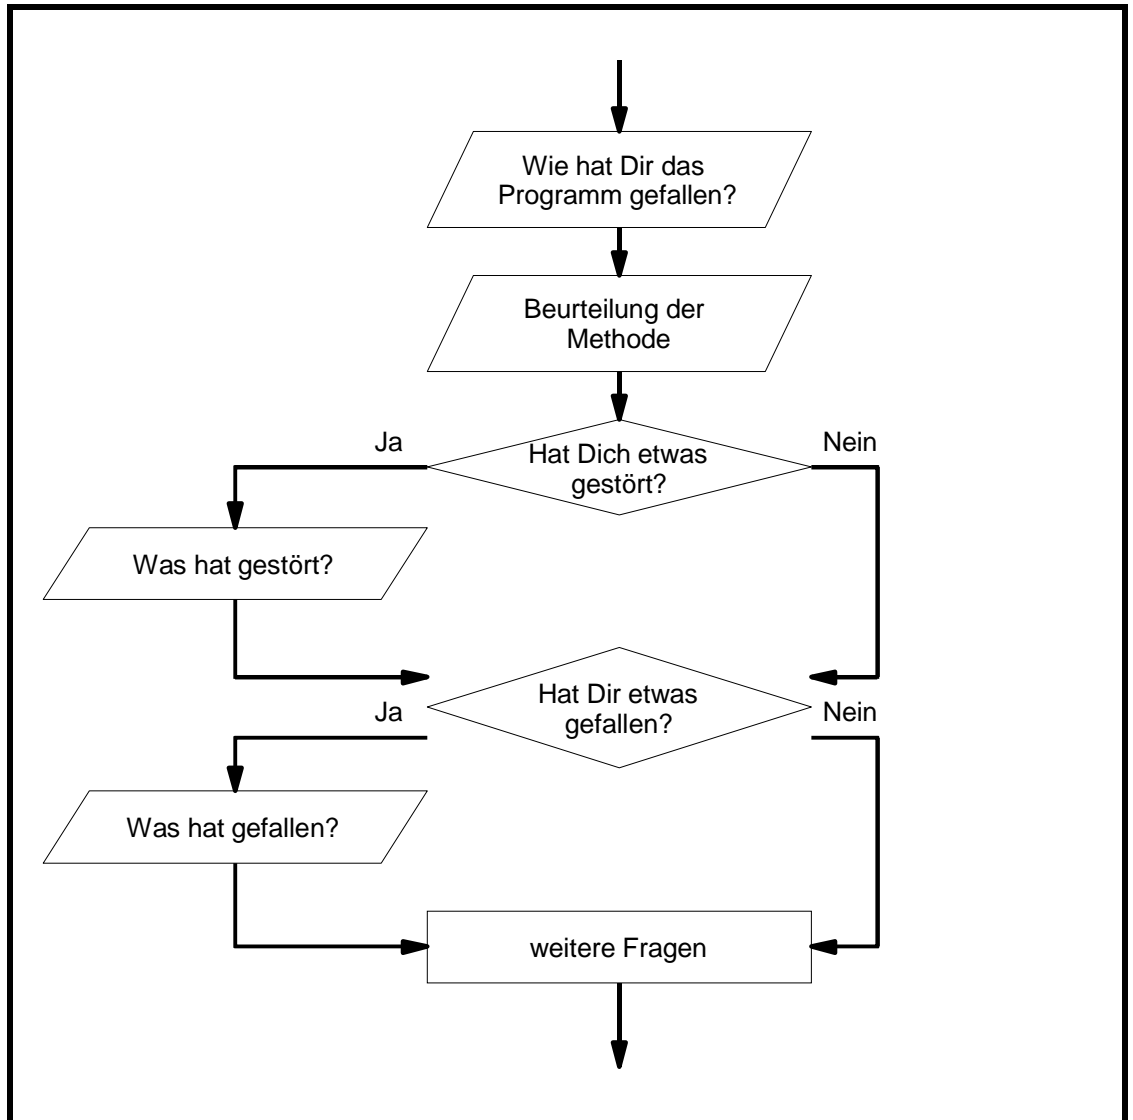 Wie hat Dir das
Programm gefallen?
Beurteilung der
Methode
Ja
Nein
Hat Dich etwas
gestört?
Was hat gestört?
Hat Dir etwas
gefallen?
Ja
Nein
Was hat gefallen?
weitere Fragen